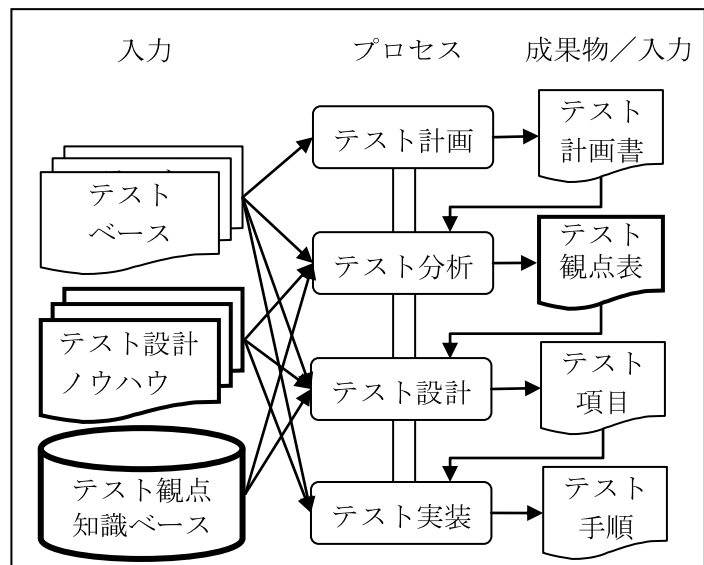 入力
プロセス
成果物／入力
テスト
ベース
テスト設計
ノウハウ
テスト観点
知識ベース
テスト計画
テスト分析
テスト設計
テスト実装
テスト
計画書
テスト
観点表
テスト
項目
テスト
手順